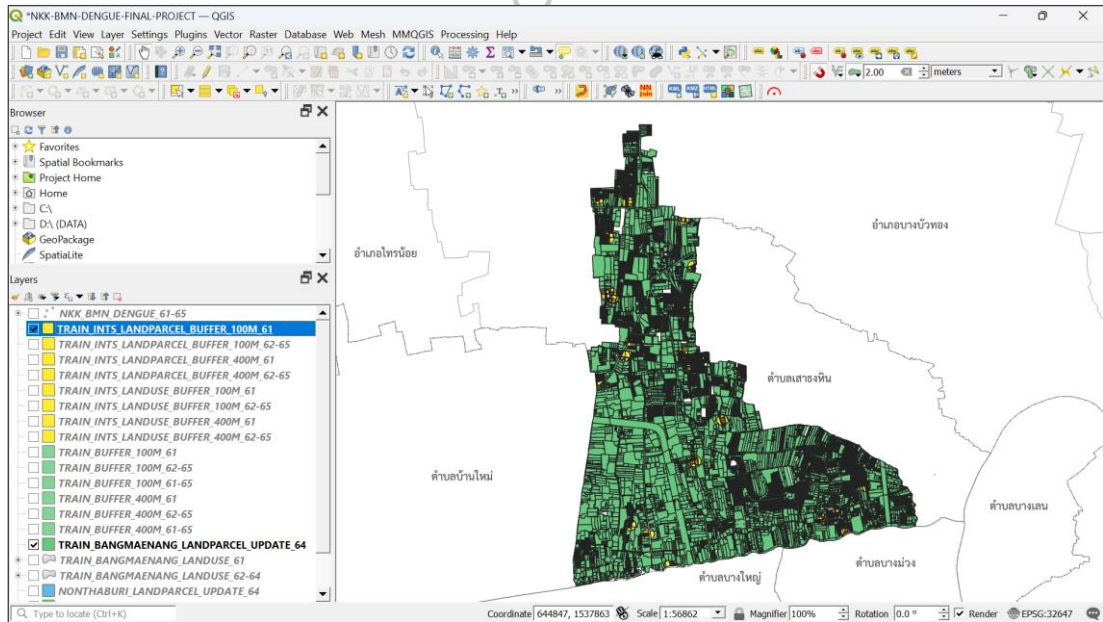 *NKK-BMN-DENGUE-FINAL-PROJECT — QGIS
Project Edit View Layer Settings Plugins Vector Raster Database Web Mesh MMQGIS Processing Help
2.00 meters
Browser
Favorites
Spatial Bookmarks
Project Home
Home
C:\
D:\ (DATA)
GeoPackage
SpatiaLite
Layers
NKK_BMN_DENGUE_61-65
TRAIN_INTS_LANDPARCEL_BUFFER_100M_61
TRAIN_INTS_LANDPARCEL_BUFFER_100M_62-65
TRAIN_INTS_LANDPARCEL_BUFFER_400M_61
TRAIN_INTS_LANDPARCEL_BUFFER_400M_62-65
TRAIN_INTS_LANDUSE_BUFFER_100M_61
TRAIN_INTS_LANDUSE_BUFFER_100M_62-65
TRAIN_INTS_LANDUSE_BUFFER_400M_61
TRAIN_INTS_LANDUSE_BUFFER_400M_62-65
TRAIN_BUFFER_100M_61
TRAIN_BUFFER_100M_62-65
TRAIN_BUFFER_100M_61-65
TRAIN_BUFFER_400M_61
TRAIN_BUFFER_400M_62-65
TRAIN_BUFFER_400M_61-65
TRAIN_BANGMAENANG_LANDPARCEL_UPDATE_64
TRAIN_BANGMAENANG_LANDUSE_61
TRAIN_BANGMAENANG_LANDUSE_62-64
NONTHABURI_LANDPARCEL_UPDATE_64
อำเภอบางบัวทอง
อำเภอไทรน้อย
ตำบลเสาธงหิน
ตำบลบ้านใหม่
ตำบลบางเลน
ตำบลบางม่วง
ตำบลบางใหญ่
Type to locate (Ctrl+K) Coordinate 644847, 1537863 Scale 1:56862 Magnifier 100% Rotation 0.0 ° Render EPSG:32647